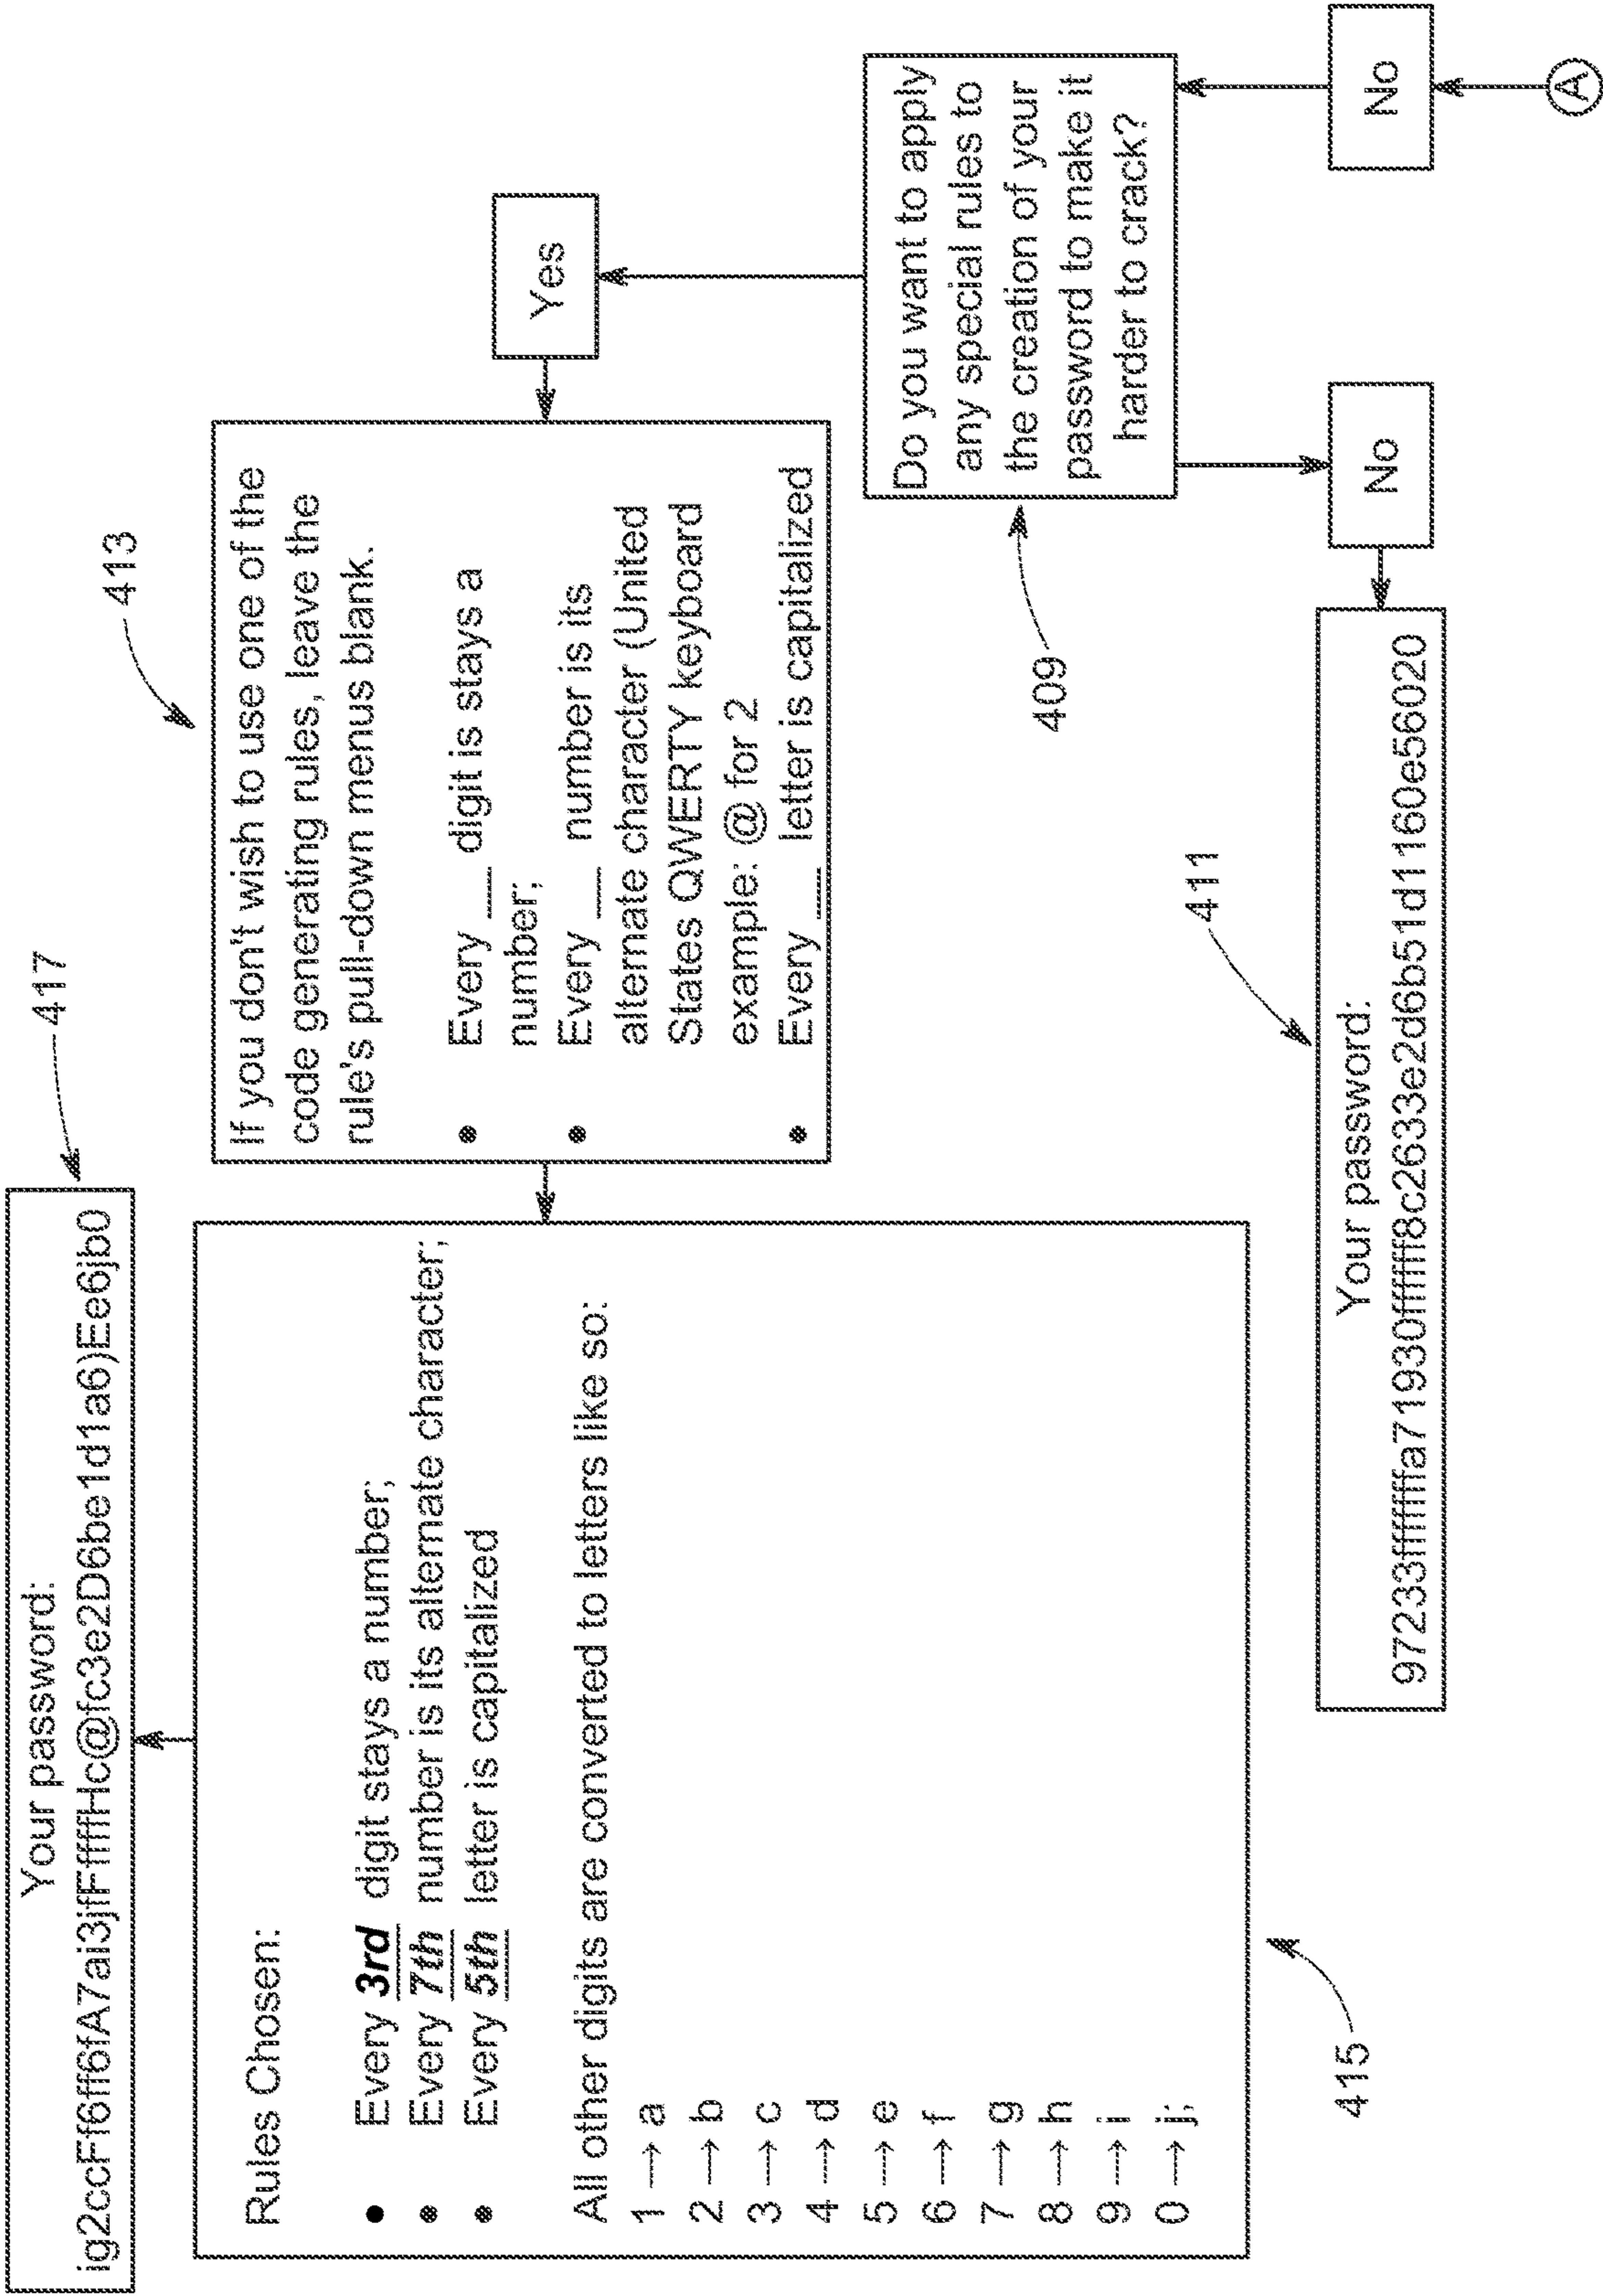 Your password:
ig2ccFf6ff6fA7ai3jfFffffHc@fc3e2D6be1d1a6)Ee6jb0
417
413
Rules Chosen:
• Every 3rd digit stays a number;
• Every 7th number is its alternate character;
• Every 5th letter is capitalized
All other digits are converted to letters like so:
1 → a
2 → b
3 → c
4 → d
5 → e
6 → f
7 → g
8 → h
9 → i
0 → j;
415
If you don't wish to use one of the
code generating rules, leave the
rule's pull-down menus blank.
• Every __ digit is stays a
number;
• Every __ number is its
alternate character (United
States QWERTY keyboard
example: @ for 2
• Every __ letter is capitalized
Yes
Do you want to apply
any special rules to
the creation of your
password to make it
harder to crack?
409
411
Your password:
97233fffffffa71930ffffff8c2633e2d6b51d1160e56020
No
No
A